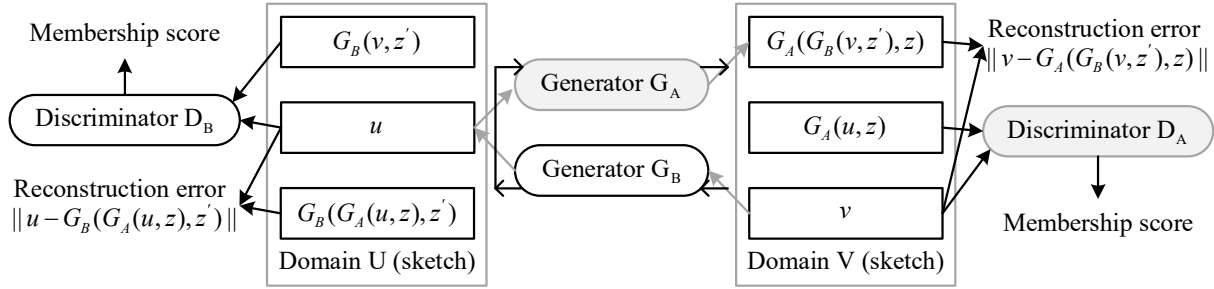 Membership score
Discriminator D_B
Reconstruction error
|| u − G_B(G_A(u, z), z') ||
G_B(v, z')
u
G_B(G_A(u, z), z')
Domain U (sketch)
Generator G_A
Generator G_B
G_A(G_B(v, z'), z)
G_A(u, z)
v
Domain V (sketch)
Reconstruction error
|| v − G_A(G_B(v, z'), z) ||
Discriminator D_A
Membership score